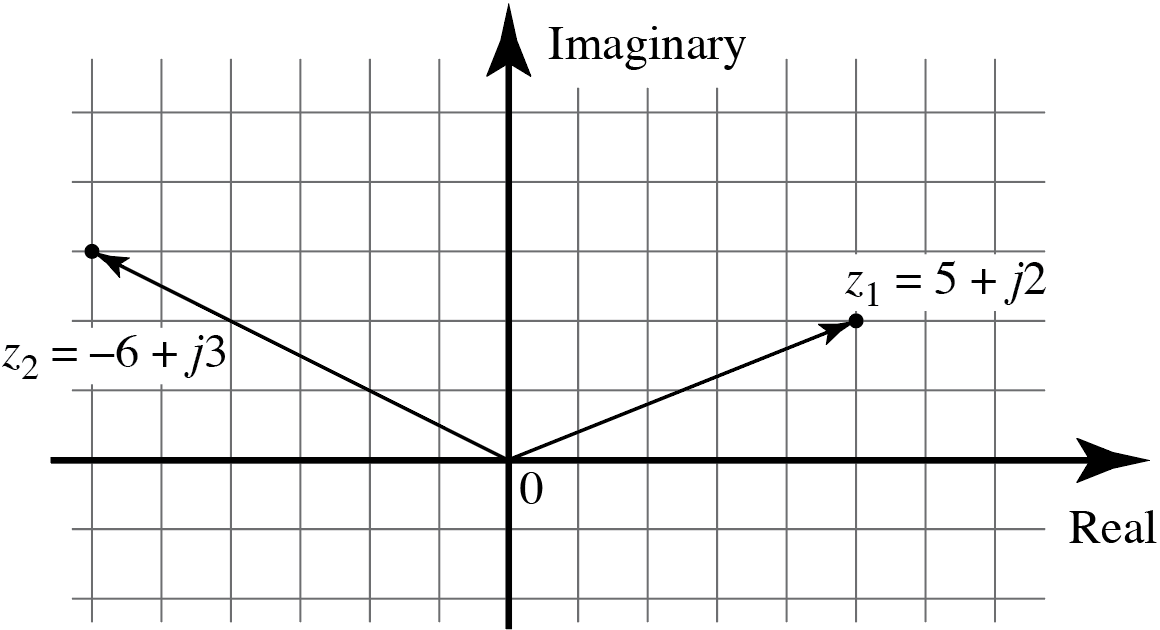 Imaginary
z₁ = 5 + j2
z₂ = –6 + j3
0
Real